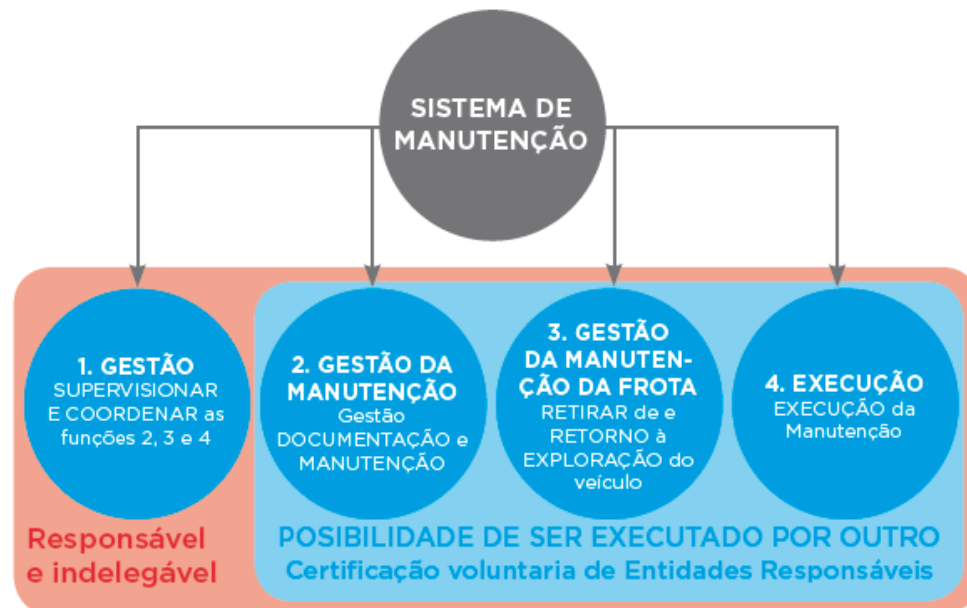 SISTEMA DE
MANUTENÇÃO
1. GESTÃO
SUPERVISIONAR
E COORDENAR as
funções 2, 3 e 4
2. GESTÃO DA
MANUTENÇÃO
Gestão
DOCUMENTAÇÃO e
MANUTENÇÃO
3. GESTÃO
DA MANUTEN-
ÇÃO DA FROTA
RETIRAR de e
RETORNO à
EXPLORAÇÃO do
veículo
4. EXECUÇÃO
EXECUÇÃO da
Manutenção
Responsável
e indelegável
POSIBILIDADE DE SER EXECUTADO POR OUTRO
Certificação voluntaria de Entidades Responsáveis